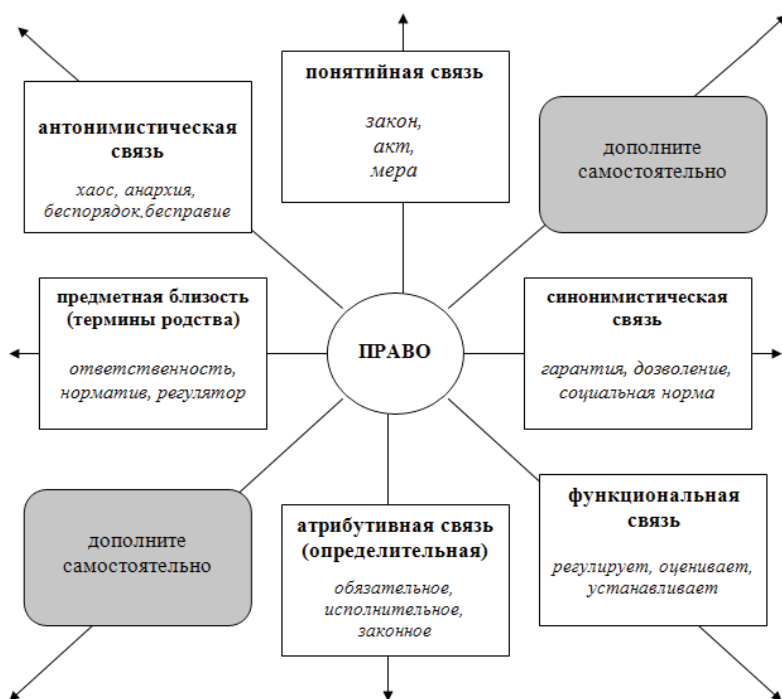 понятийная связь
закон,
акт,
мера
антонимистическая
связь
хаос, анархия,
беспорядок,бесправие
дополните
самостоятельно
предметная близость
(термины родства)
ответственность,
норматив, регулятор
ПРАВО
синонимистическая
связь
гарантия, дозволение,
социальная норма
дополните
самостоятельно
атрибутивная связь
(определительная)
обязательное,
исполнительное,
законное
функциональная
связь
регулирует, оценивает,
устанавливает